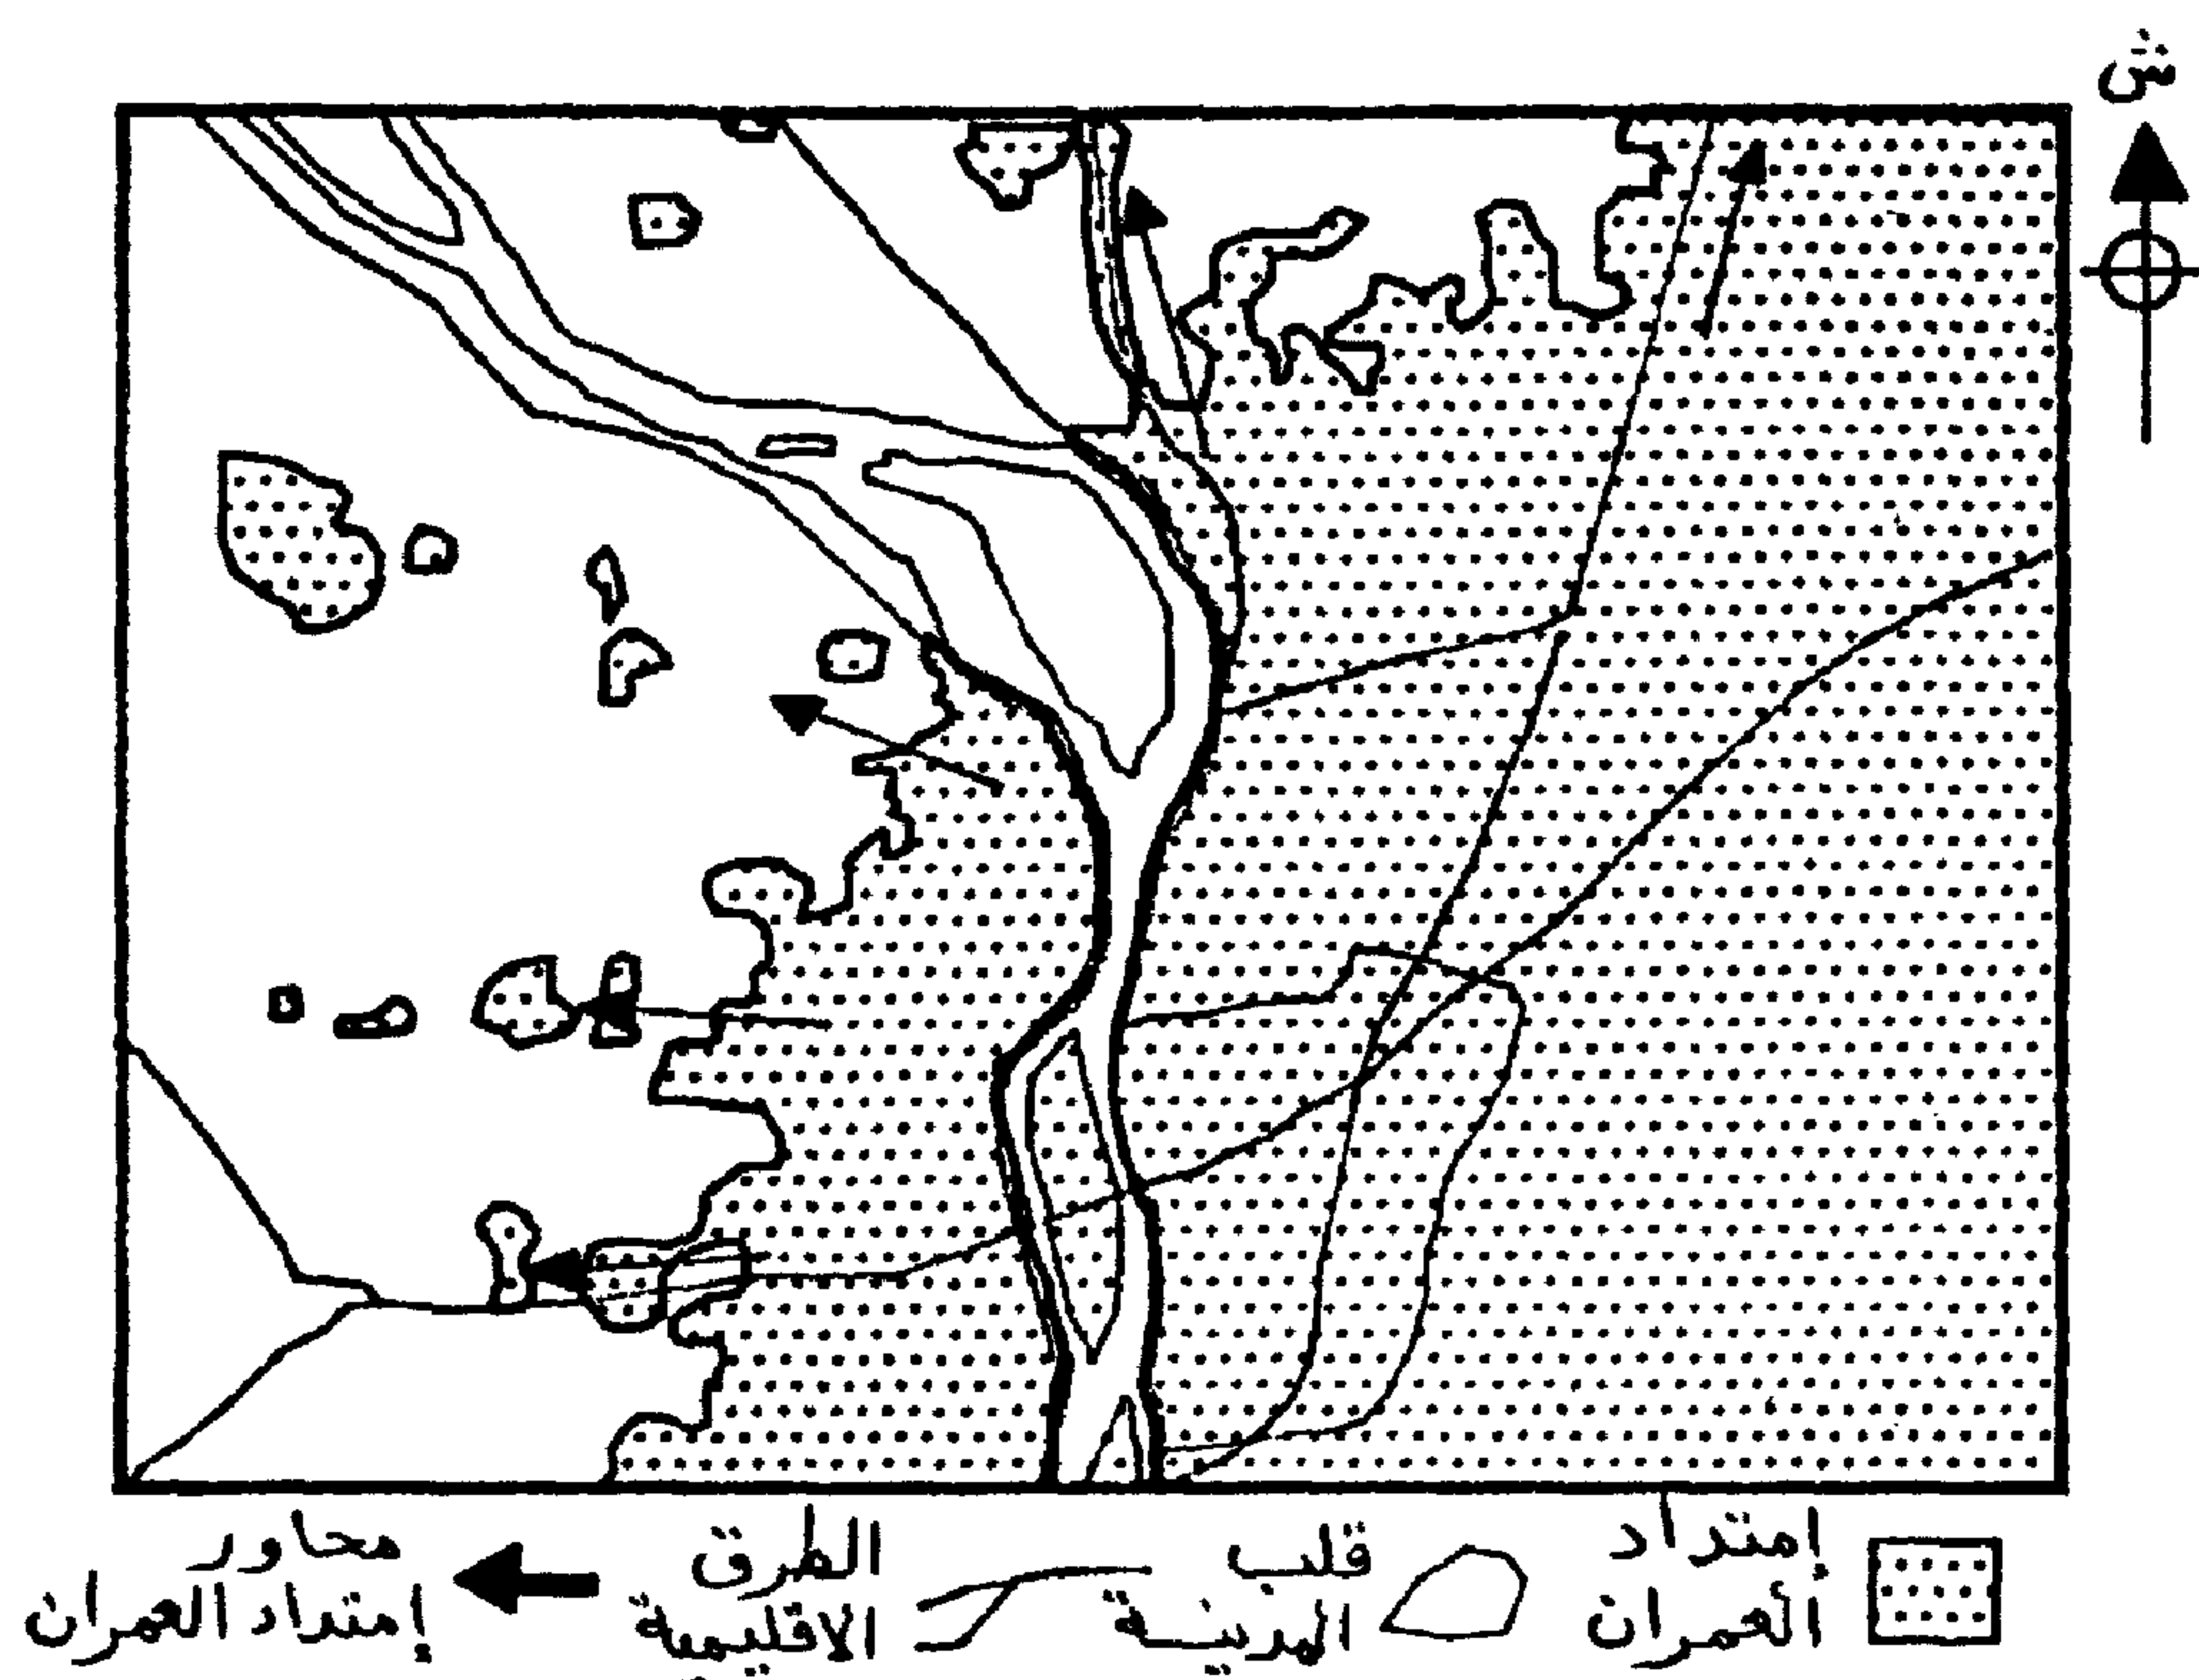 ش
إمتداد
العمران
قلب
المدينة
الطرق
الاقليمية
محاور
إمتداد العمران